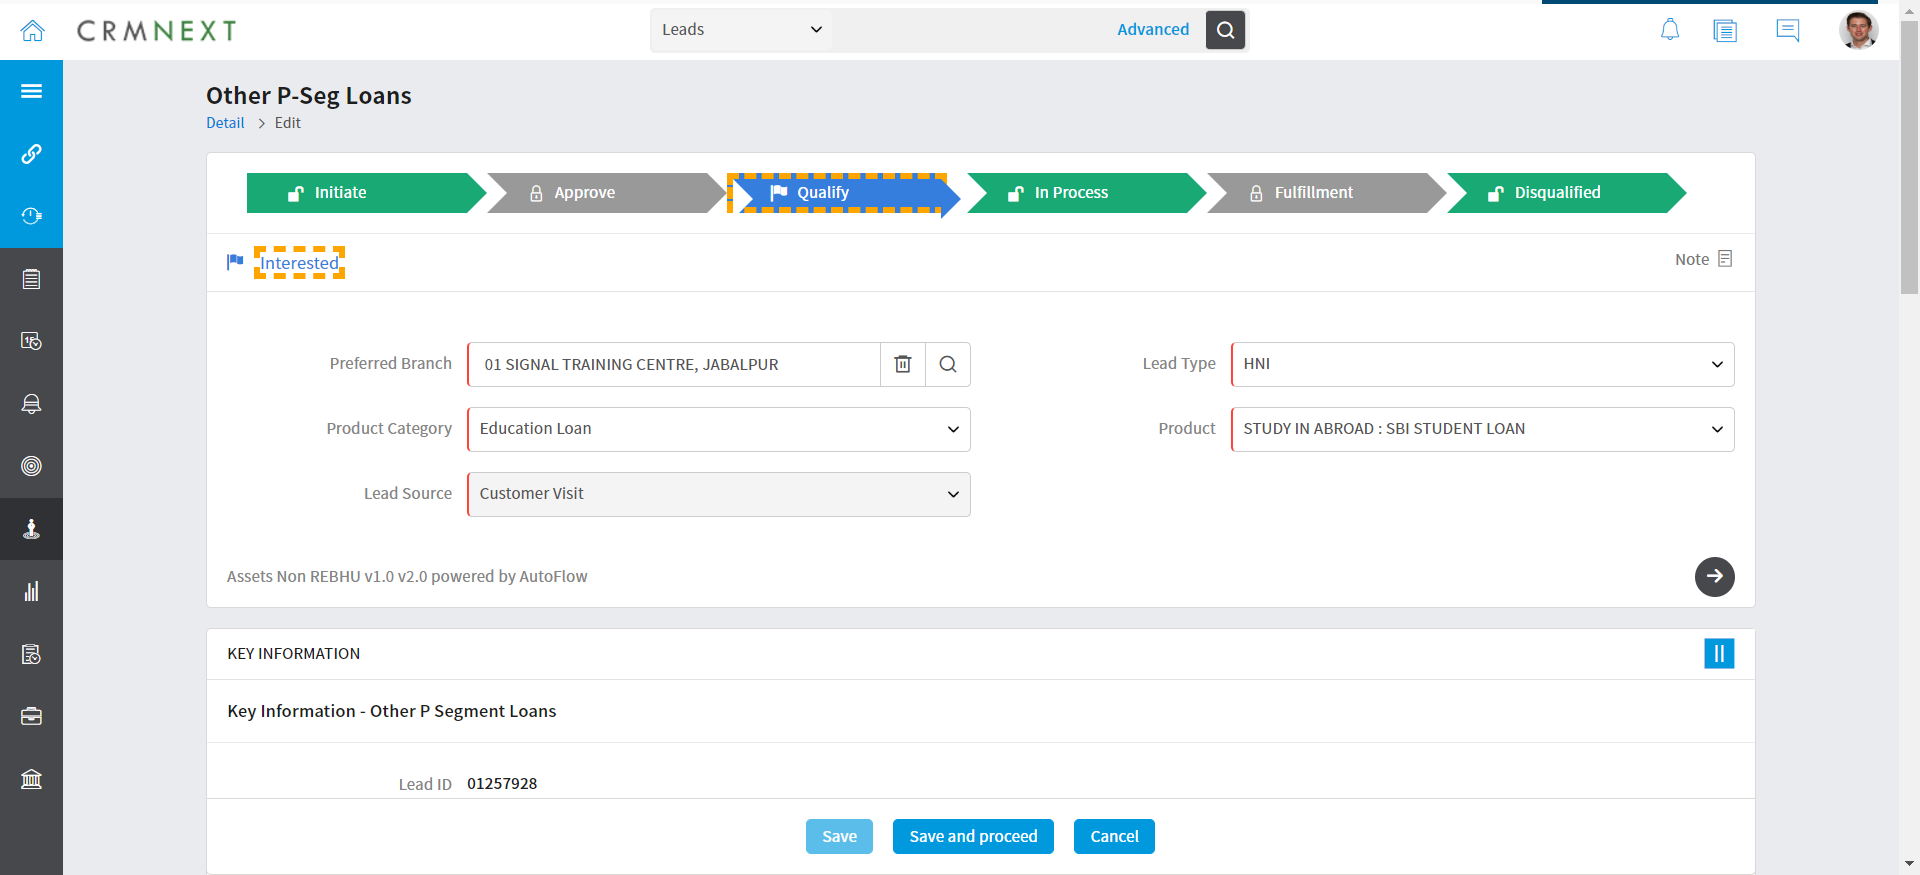 CRMNEXT
Leads
Advanced
Other P-Seg Loans
Detail > Edit
Initiate
Approve
Qualify
In Process
Fulfillment
Disqualified
Interested
Note
Preferred Branch 01 SIGNAL TRAINING CENTRE, JABALPUR
Lead Type HNI
Product Category Education Loan
Product STUDY IN ABROAD : SBI STUDENT LOAN
Lead Source Customer Visit
Assets Non REBHU v1.0 v2.0 powered by AutoFlow
KEY INFORMATION
Key Information - Other P Segment Loans
Lead ID 01257928
Save
Save and proceed
Cancel